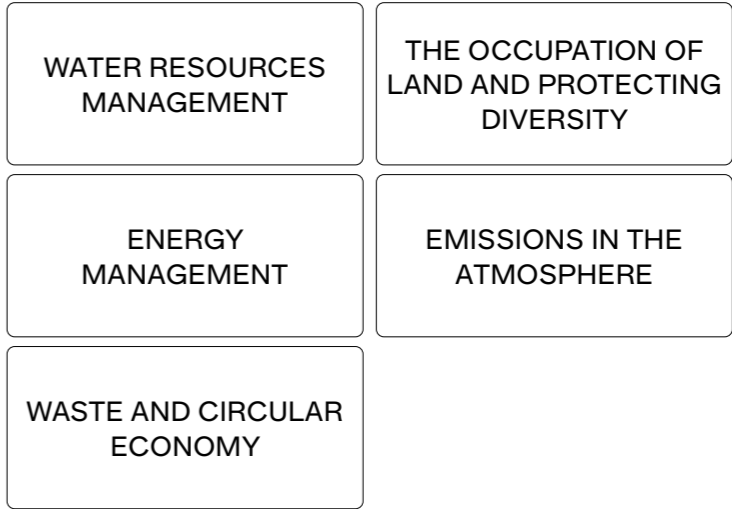 WATER RESOURCES
MANAGEMENT
THE OCCUPATION OF
LAND AND PROTECTING
DIVERSITY
ENERGY
MANAGEMENT
EMISSIONS IN THE
ATMOSPHERE
WASTE AND CIRCULAR
ECONOMY